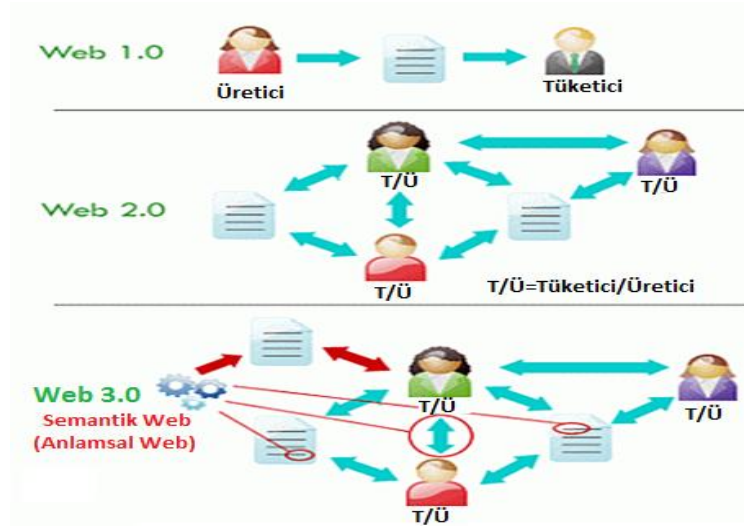 Web 1.0
Üretici
Tüketici
T/Ü
T/Ü
Web 2.0
T/Ü
T/Ü=Tüketici/Üretici
Web 3.0
T/Ü
T/Ü
Semantik Web
(Anlamsal Web)
T/Ü